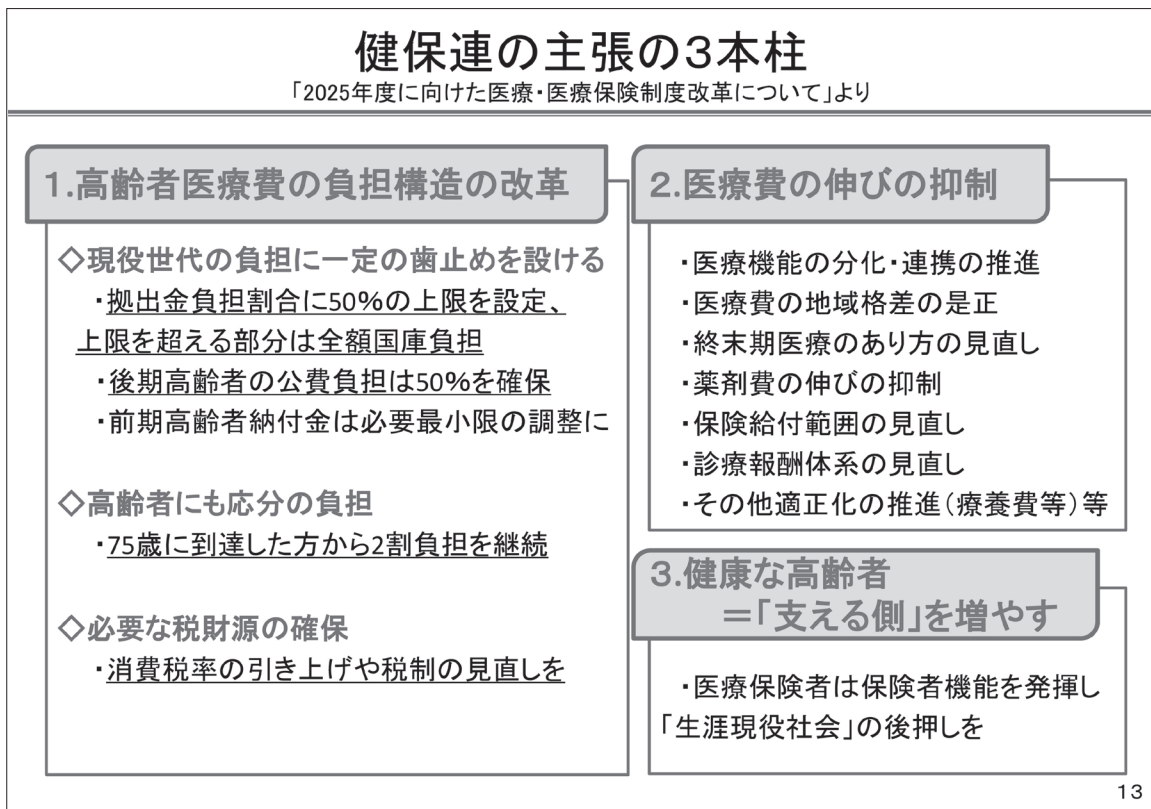 健保連の主張の3本柱
「2025年度に向けた医療・医療保険制度改革について」より
1.高齢者医療費の負担構造の改革
◇現役世代の負担に一定の歯止めを設ける
・拠出金負担割合に50%の上限を設定、
上限を超える部分は全額国庫負担
・後期高齢者の公費負担は50%を確保
・前期高齢者納付金は必要最小限の調整に
◇高齢者にも応分の負担
・75歳に到達した方から2割負担を継続
◇必要な税財源の確保
・消費税率の引き上げや税制の見直しを
2.医療費の伸びの抑制
・医療機能の分化・連携の推進
・医療費の地域格差の是正
・終末期医療のあり方の見直し
・薬剤費の伸びの抑制
・保険給付範囲の見直し
・診療報酬体系の見直し
・その他適正化の推進(療養費等)等
3.健康な高齢者
=「支える側」を増やす
・医療保険者は保険者機能を発揮し
「生涯現役社会」の後押しを
13